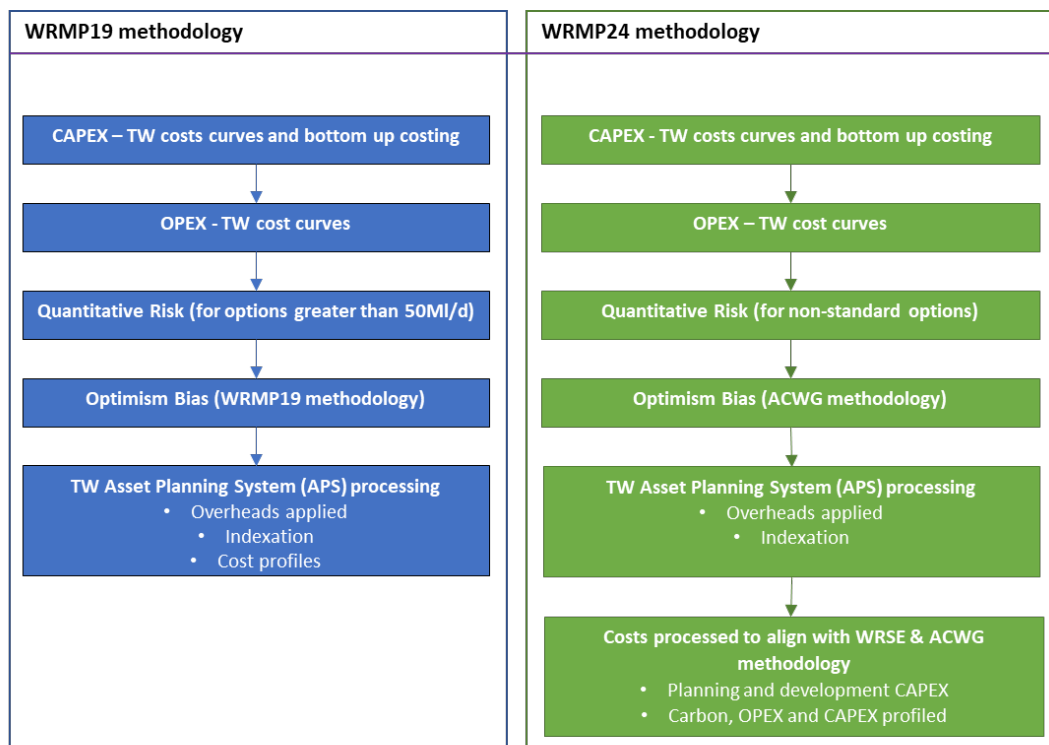 WRMP19 methodology
CAPEX – TW costs curves and bottom up costing
OPEX - TW cost curves
Quantitative Risk (for options greater than 50Ml/d)
Optimism Bias (WRMP19 methodology)
TW Asset Planning System (APS) processing
• Overheads applied
• Indexation
• Cost profiles
WRMP24 methodology
CAPEX - TW costs curves and bottom up costing
OPEX – TW cost curves
Quantitative Risk (for non-standard options)
Optimism Bias (ACWG methodology)
TW Asset Planning System (APS) processing
• Overheads applied
• Indexation
Costs processed to align with WRSE & ACWG
methodology
• Planning and development CAPEX
• Carbon, OPEX and CAPEX profiled